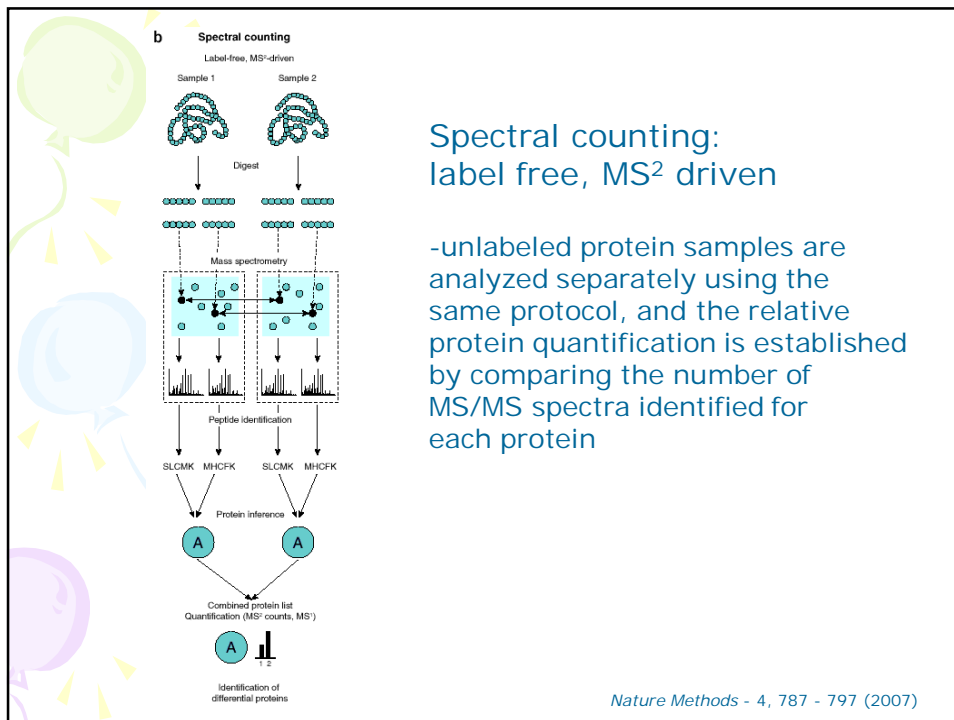 b Spectral counting
Label-free, MS²-driven
Sample 1 Sample 2
Digest
Mass spectrometry
Peptide identification
SLCMK MHCFK SLCMK MHCFK
Protein inference
A A
Combined protein list
Quantification (MS² counts, MS¹)
A
1 2
Identification of
differential proteins
Spectral counting:
label free, MS² driven
-unlabeled protein samples are
analyzed separately using the
same protocol, and the relative
protein quantification is established
by comparing the number of
MS/MS spectra identified for
each protein
Nature Methods - 4, 787 - 797 (2007)